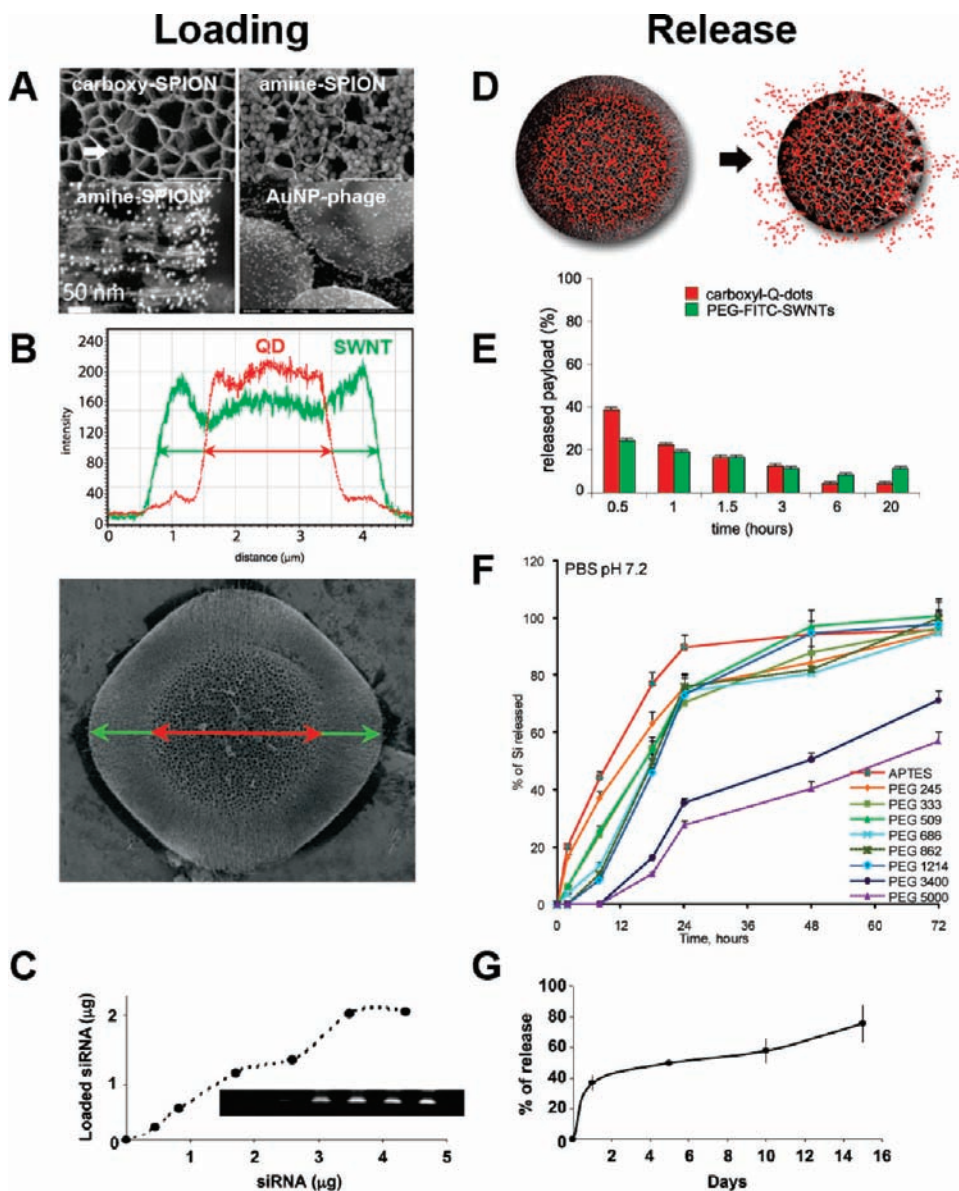 Loading
Release
A
carboxy-SPION
amine-SPION
amine-SPION
AuNP-phage
50 nm
B
QD
SWNT
240
200
160
120
80
40
0
intensity
1
2
3
4
distance (μm)
C
Loaded siRNA (μg)
2
1
0
1
2
3
4
5
siRNA (μg)
D
E
carboxyl-Q-dots
PEG-FITC-SWNTs
released payload (%)
100
80
60
40
20
0
0.5
1
1.5
3
6
20
time (hours)
F
PBS pH 7.2
% of Si released
120
100
80
60
40
20
0
APTES
PEG 245
PEG 333
PEG 509
PEG 686
PEG 862
PEG 1214
PEG 3400
PEG 5000
0
12
24
36
48
60
72
Time, hours
G
% of release
100
80
60
40
20
0
0
2
4
6
8
10
12
14
16
Days